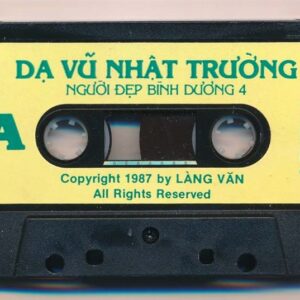 DẠ VŨ NHẬT TRƯỜNG
NGƯỜI ĐẸP BÌNH DƯƠNG 4
A
Copyright 1987 by LÀNG VĂN
All Rights Reserved